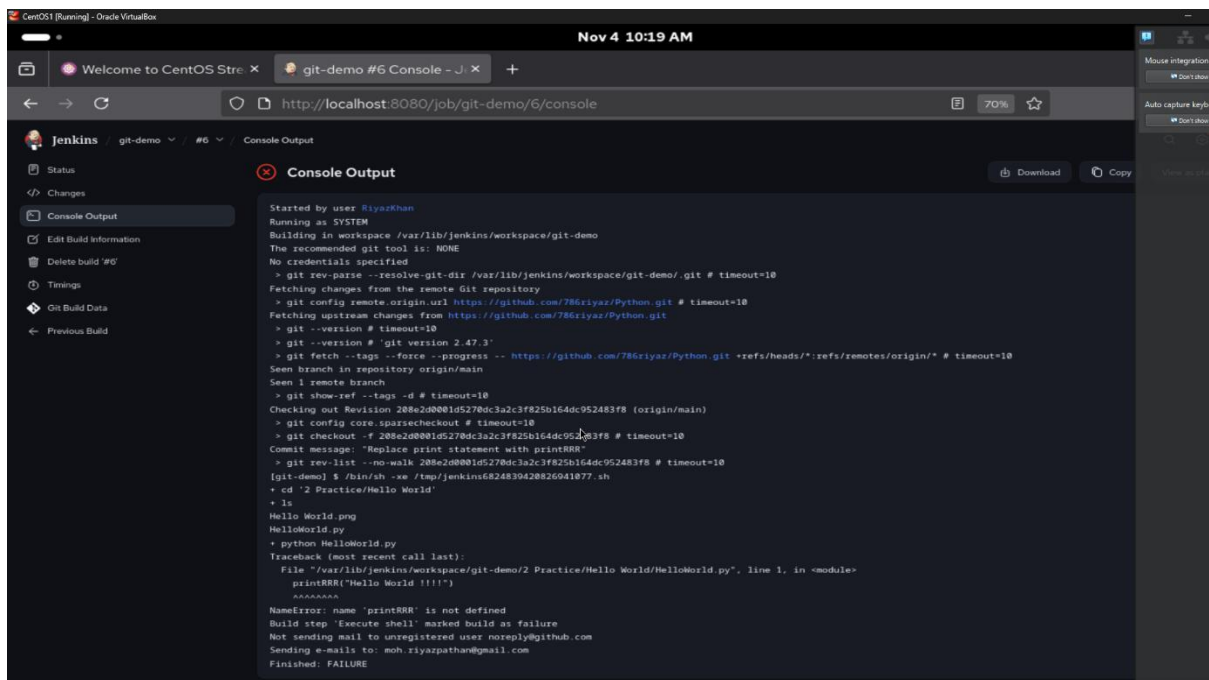 CentOS1 [Running] - Oracle VirtualBox
Nov 4 10:19 AM
Welcome to CentOS Stre
git-demo #6 Console - Je
http://localhost:8080/job/git-demo/6/console
70%
Mouse integration
Don't show
Auto capture keyb
Don't show
Jenkins / git-demo / #6 / Console Output
Status
Changes
Console Output
Edit Build Information
Delete build '#6'
Timings
Git Build Data
Previous Build
Console Output
Download
Copy
Started by user RiyazKhan
Running as SYSTEM
Building in workspace /var/lib/jenkins/workspace/git-demo
The recommended git tool is: NONE
No credentials specified
> git rev-parse --resolve-git-dir /var/lib/jenkins/workspace/git-demo/.git # timeout=10
Fetching changes from the remote Git repository
> git config remote.origin.url https://github.com/786riyaz/Python.git # timeout=10
Fetching upstream changes from https://github.com/786riyaz/Python.git
> git --version # timeout=10
> git --version # 'git version 2.47.3'
> git fetch --tags --force --progress -- https://github.com/786riyaz/Python.git +refs/heads/*:refs/remotes/origin/* # timeout=10
Seen branch in repository origin/main
Seen 1 remote branch
> git show-ref --tags -d # timeout=10
Checking out Revision 208e2d0001d5270dc3a2c3f825b164dc952483f8 (origin/main)
> git config core.sparsecheckout # timeout=10
> git checkout -f 208e2d0001d5270dc3a2c3f825b164dc952483f8 # timeout=10
Commit message: "Replace print statement with printRRR"
> git rev-list --no-walk 208e2d0001d5270dc3a2c3f825b164dc952483f8 # timeout=10
[git-demo] $ /bin/sh -xe /tmp/jenkins6824839420826941077.sh
+ cd '2 Practice/Hello World'
+ ls
Hello World.png
HelloWorld.py
+ python HelloWorld.py
Traceback (most recent call last):
File "/var/lib/jenkins/workspace/git-demo/2 Practice/Hello World/HelloWorld.py", line 1, in <module>
printRRR("Hello World !!!!")
^^^^^^^^
NameError: name 'printRRR' is not defined
Build step 'Execute shell' marked build as failure
Not sending mail to unregistered user noreply@github.com
Sending e-mails to: moh.riyazpathan@gmail.com
Finished: FAILURE